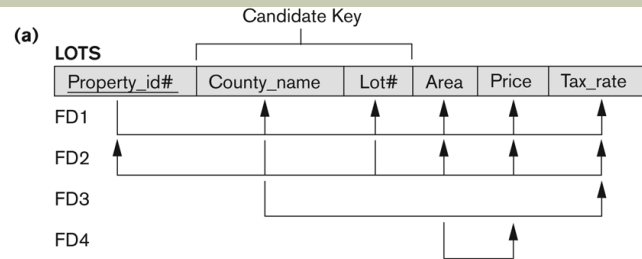 Candidate Key
(a)
LOTS
Property_id# County_name Lot# Area Price Tax_rate
FD1
FD2
FD3
FD4